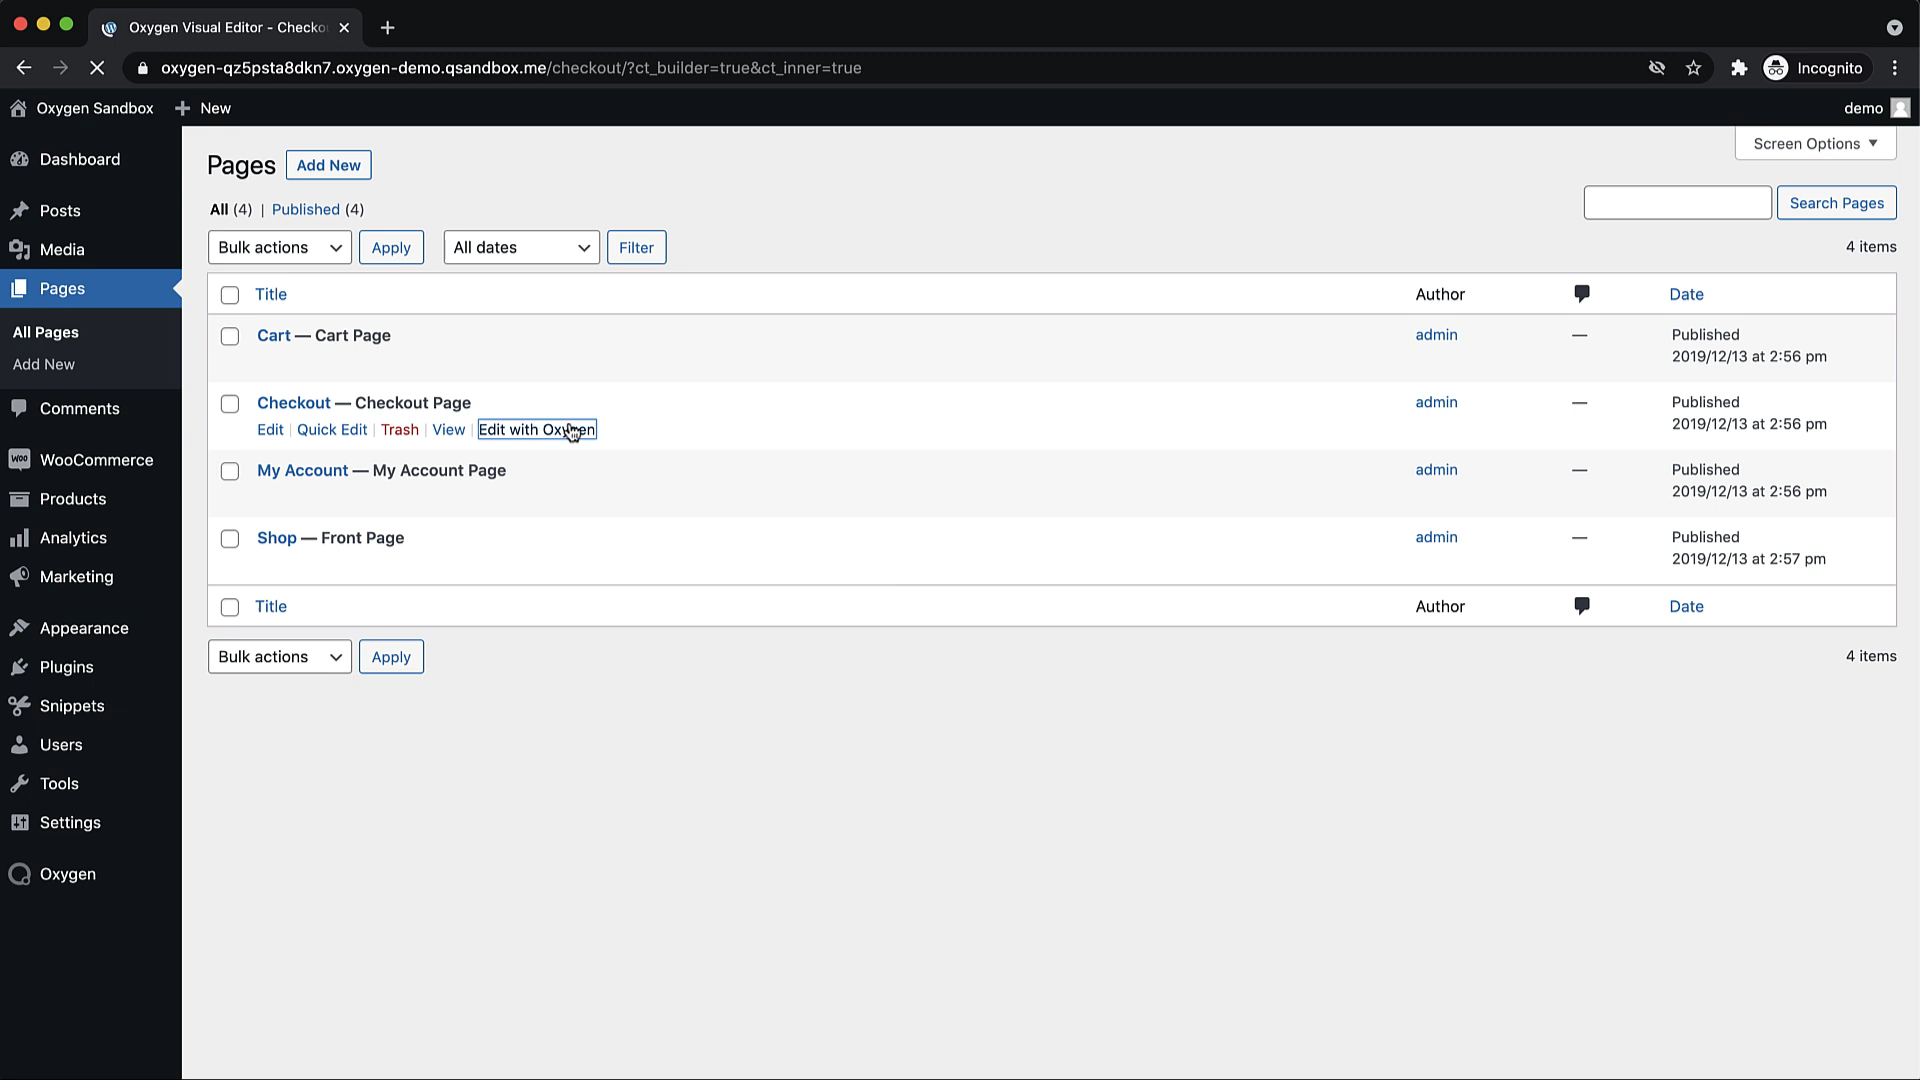 Oxygen Visual Editor - Checko
oxygen-qz5psta8dkn7.oxygen-demo.qsandbox.me/checkout/?ct_builder=true&ct_inner=true
Incognito
Oxygen Sandbox
New
demo
Dashboard
Posts
Media
Pages
All Pages
Add New
Comments
WooCommerce
Products
Analytics
Marketing
Appearance
Plugins
Snippets
Users
Tools
Settings
Oxygen
Screen Options
Pages Add New
All (4) | Published (4)
Search Pages
Bulk actions Apply All dates Filter 4 items
Title Author Date
Cart — Cart Page admin — Published
2019/12/13 at 2:56 pm
Checkout — Checkout Page admin — Published
2019/12/13 at 2:56 pm
Edit | Quick Edit | Trash | View | Edit with Oxygen
My Account — My Account Page admin — Published
2019/12/13 at 2:56 pm
Shop — Front Page admin — Published
2019/12/13 at 2:57 pm
Title Author Date
Bulk actions Apply 4 items